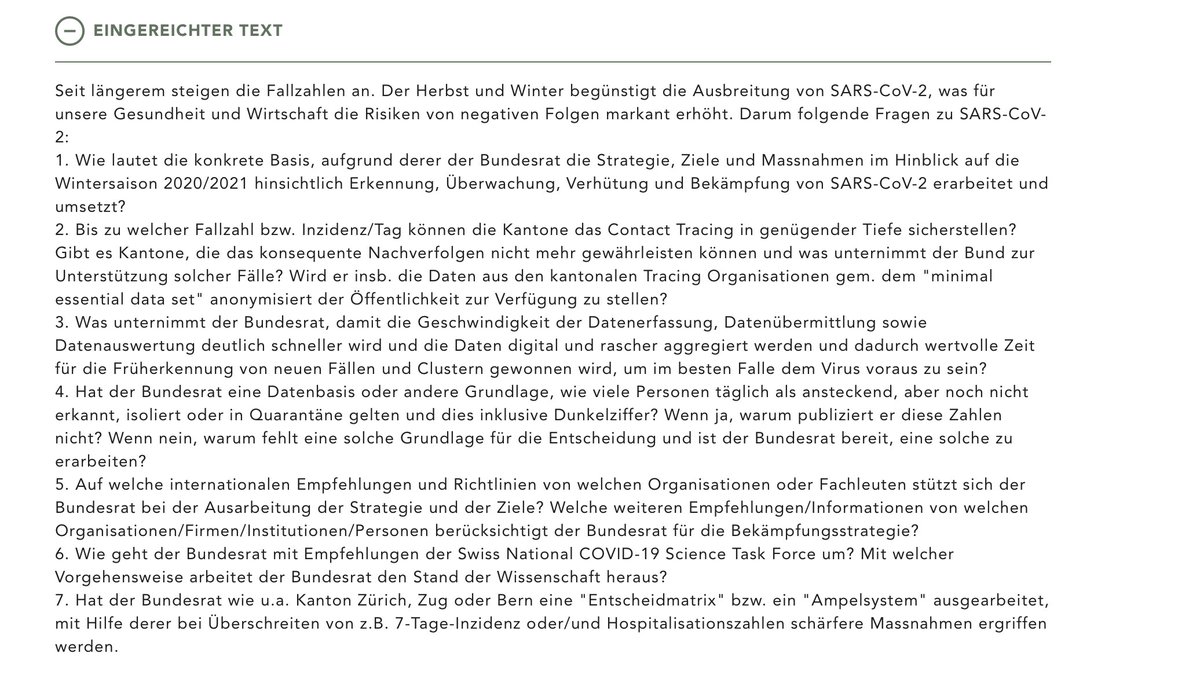 EINGEREICHTER TEXT
Seit längerem steigen die Fallzahlen an. Der Herbst und Winter begünstigt die Ausbreitung von SARS-CoV-2, was für
unsere Gesundheit und Wirtschaft die Risiken von negativen Folgen markant erhöht. Darum folgende Fragen zu SARS-CoV-
2:
1. Wie lautet die konkrete Basis, aufgrund derer der Bundesrat die Strategie, Ziele und Massnahmen im Hinblick auf die
Wintersaison 2020/2021 hinsichtlich Erkennung, Überwachung, Verhütung und Bekämpfung von SARS-CoV-2 erarbeitet und
umsetzt?
2. Bis zu welcher Fallzahl bzw. Inzidenz/Tag können die Kantone das Contact Tracing in genügender Tiefe sicherstellen?
Gibt es Kantone, die das konsequente Nachverfolgen nicht mehr gewährleisten können und was unternimmt der Bund zur
Unterstützung solcher Fälle? Wird er insb. die Daten aus den kantonalen Tracing Organisationen gem. dem "minimal
essential data set" anonymisiert der Öffentlichkeit zur Verfügung zu stellen?
3. Was unternimmt der Bundesrat, damit die Geschwindigkeit der Datenerfassung, Datenübermittlung sowie
Datenauswertung deutlich schneller wird und die Daten digital und rascher aggregiert werden und dadurch wertvolle Zeit
für die Früherkennung von neuen Fällen und Clustern gewonnen wird, um im besten Falle dem Virus voraus zu sein?
4. Hat der Bundesrat eine Datenbasis oder andere Grundlage, wie viele Personen täglich als ansteckend, aber noch nicht
erkannt, isoliert oder in Quarantäne gelten und dies inklusive Dunkelziffer? Wenn ja, warum publiziert er diese Zahlen
nicht? Wenn nein, warum fehlt eine solche Grundlage für die Entscheidung und ist der Bundesrat bereit, eine solche zu
erarbeiten?
5. Auf welche internationalen Empfehlungen und Richtlinien von welchen Organisationen oder Fachleuten stützt sich der
Bundesrat bei der Ausarbeitung der Strategie und der Ziele? Welche weiteren Empfehlungen/Informationen von welchen
Organisationen/Firmen/Institutionen/Personen berücksichtigt der Bundesrat für die Bekämpfungsstrategie?
6. Wie geht der Bundesrat mit Empfehlungen der Swiss National COVID-19 Science Task Force um? Mit welcher
Vorgehensweise arbeitet der Bundesrat den Stand der Wissenschaft heraus?
7. Hat der Bundesrat wie u.a. Kanton Zürich, Zug oder Bern eine "Entscheidmatrix" bzw. ein "Ampelsystem" ausgearbeitet,
mit Hilfe derer bei Überschreiten von z.B. 7-Tage-Inzidenz oder/und Hospitalisationszahlen schärfere Massnahmen ergriffen
werden.